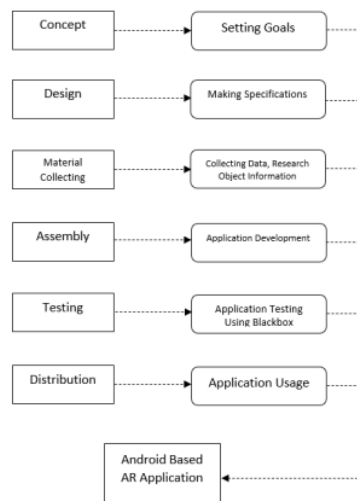 Concept
Setting Goals
Design
Making Specifications
Material
Collecting
Collecting Data, Research
Object Information
Assembly
Application Development
Testing
Application Testing
Using Blackbox
Distribution
Application Usage
Android Based
AR Application